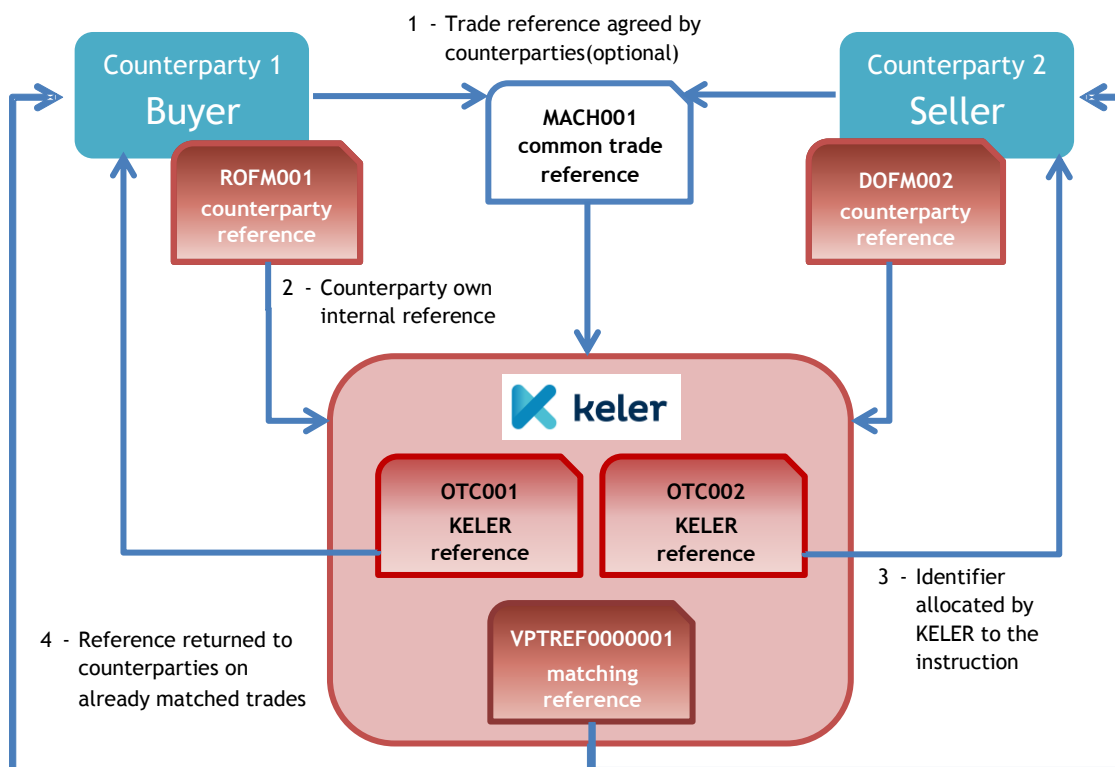 1 - Trade reference agreed by
counterparties(optional)
Counterparty 1
Buyer
Counterparty 2
Seller
MACH001
common trade
reference
ROFM001
counterparty
reference
DOFM002
counterparty
reference
2 - Counterparty own
internal reference
keler
OTC001
KELER
reference
OTC002
KELER
reference
3 - Identifier
allocated by
KELER to the
instruction
4 - Reference returned to
counterparties on
already matched trades
VPTREF0000001
matching
reference